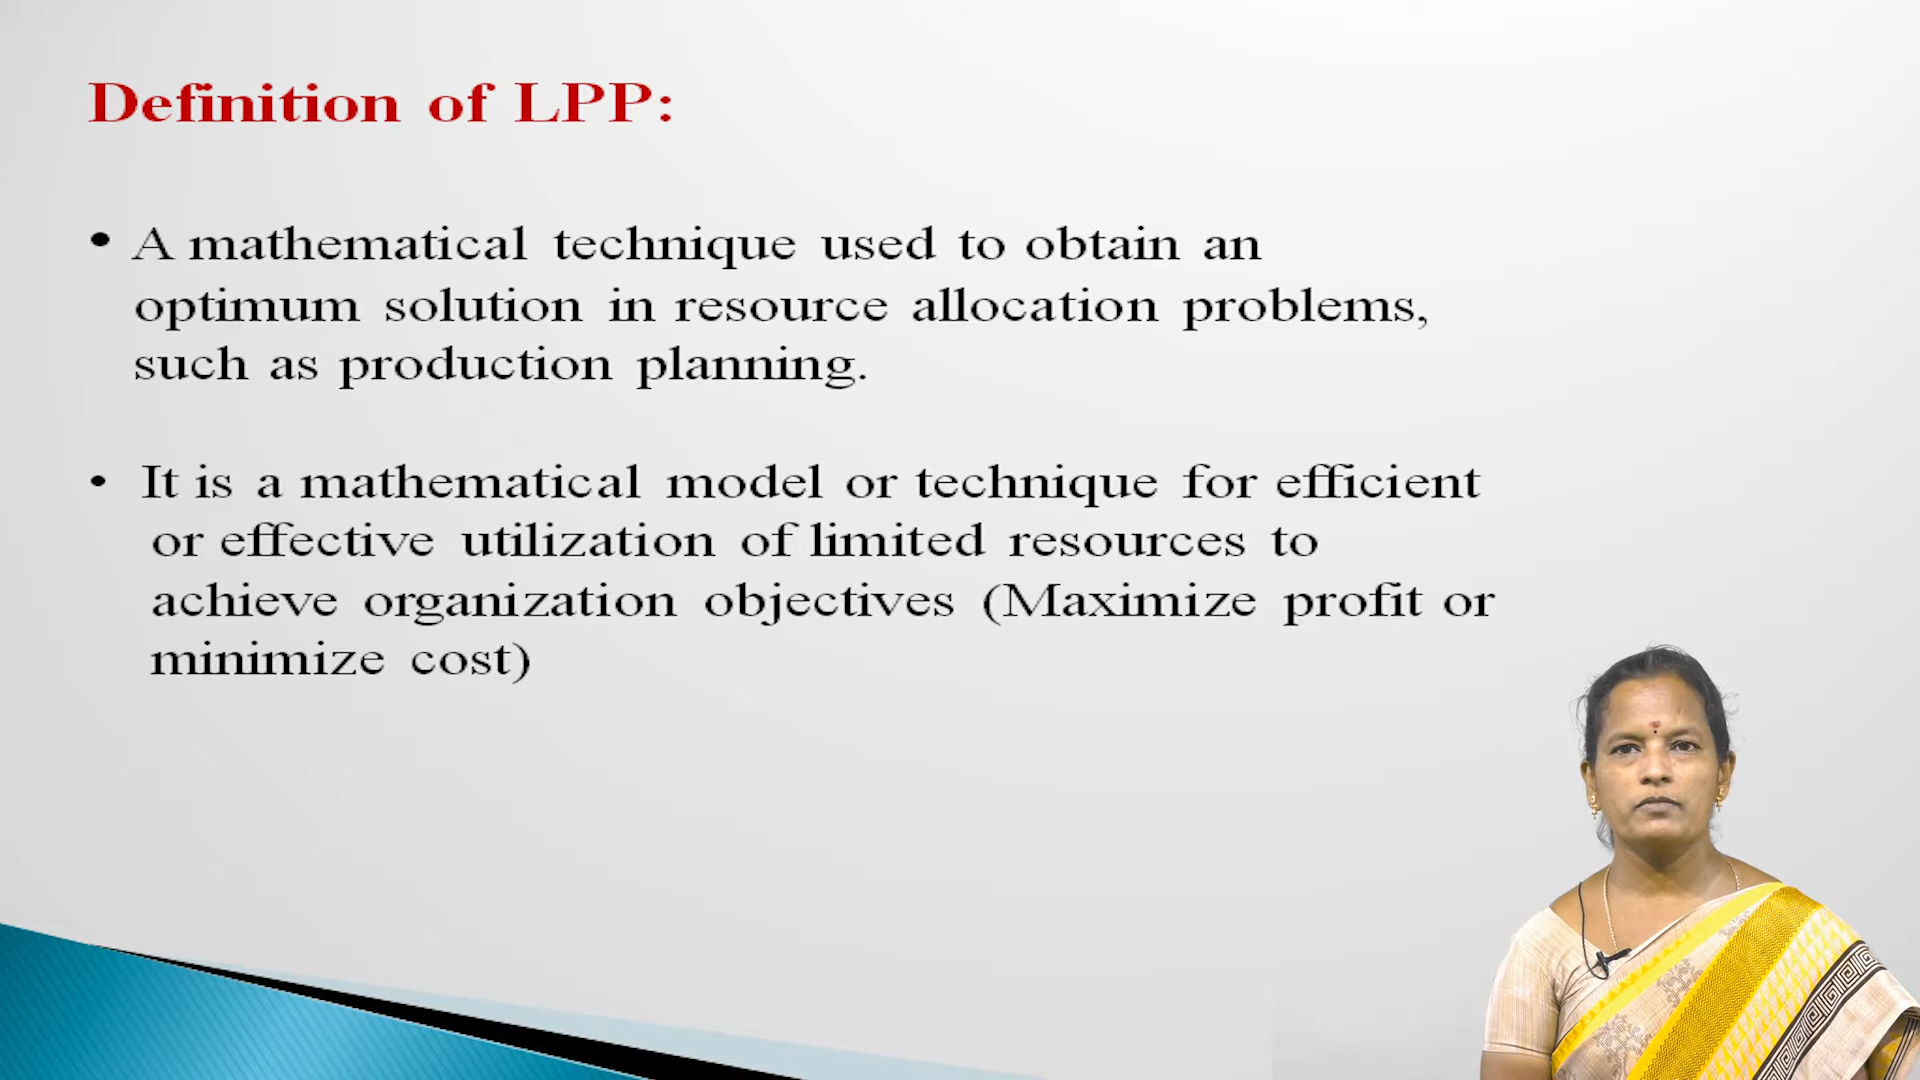 Definition of LPP:
• A mathematical technique used to obtain an
optimum solution in resource allocation problems,
such as production planning.
• It is a mathematical model or technique for efficient
or effective utilization of limited resources to
achieve organization objectives (Maximize profit or
minimize cost)